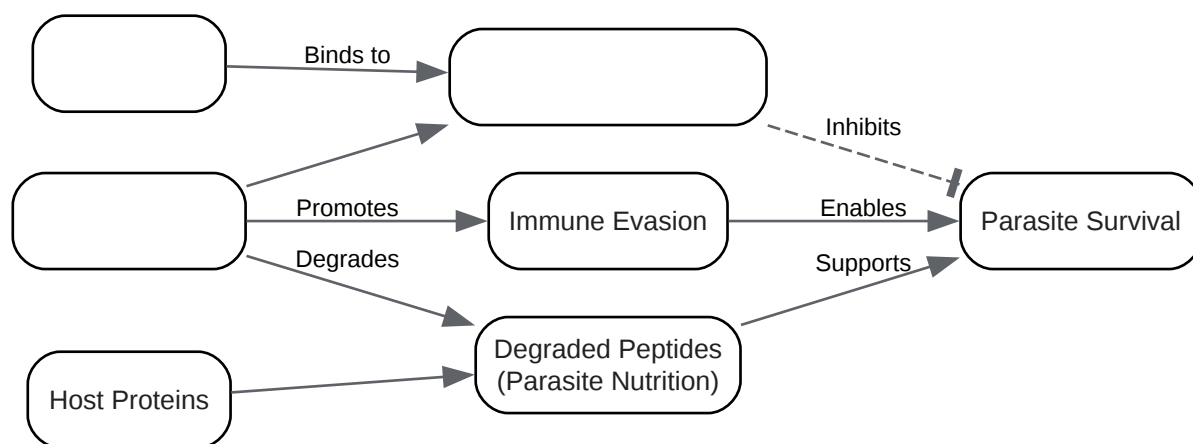 Binds to
Inhibits
Promotes
Immune Evasion
Enables
Parasite Survival
Degrades
Supports
Degraded Peptides
(Parasite Nutrition)
Host Proteins